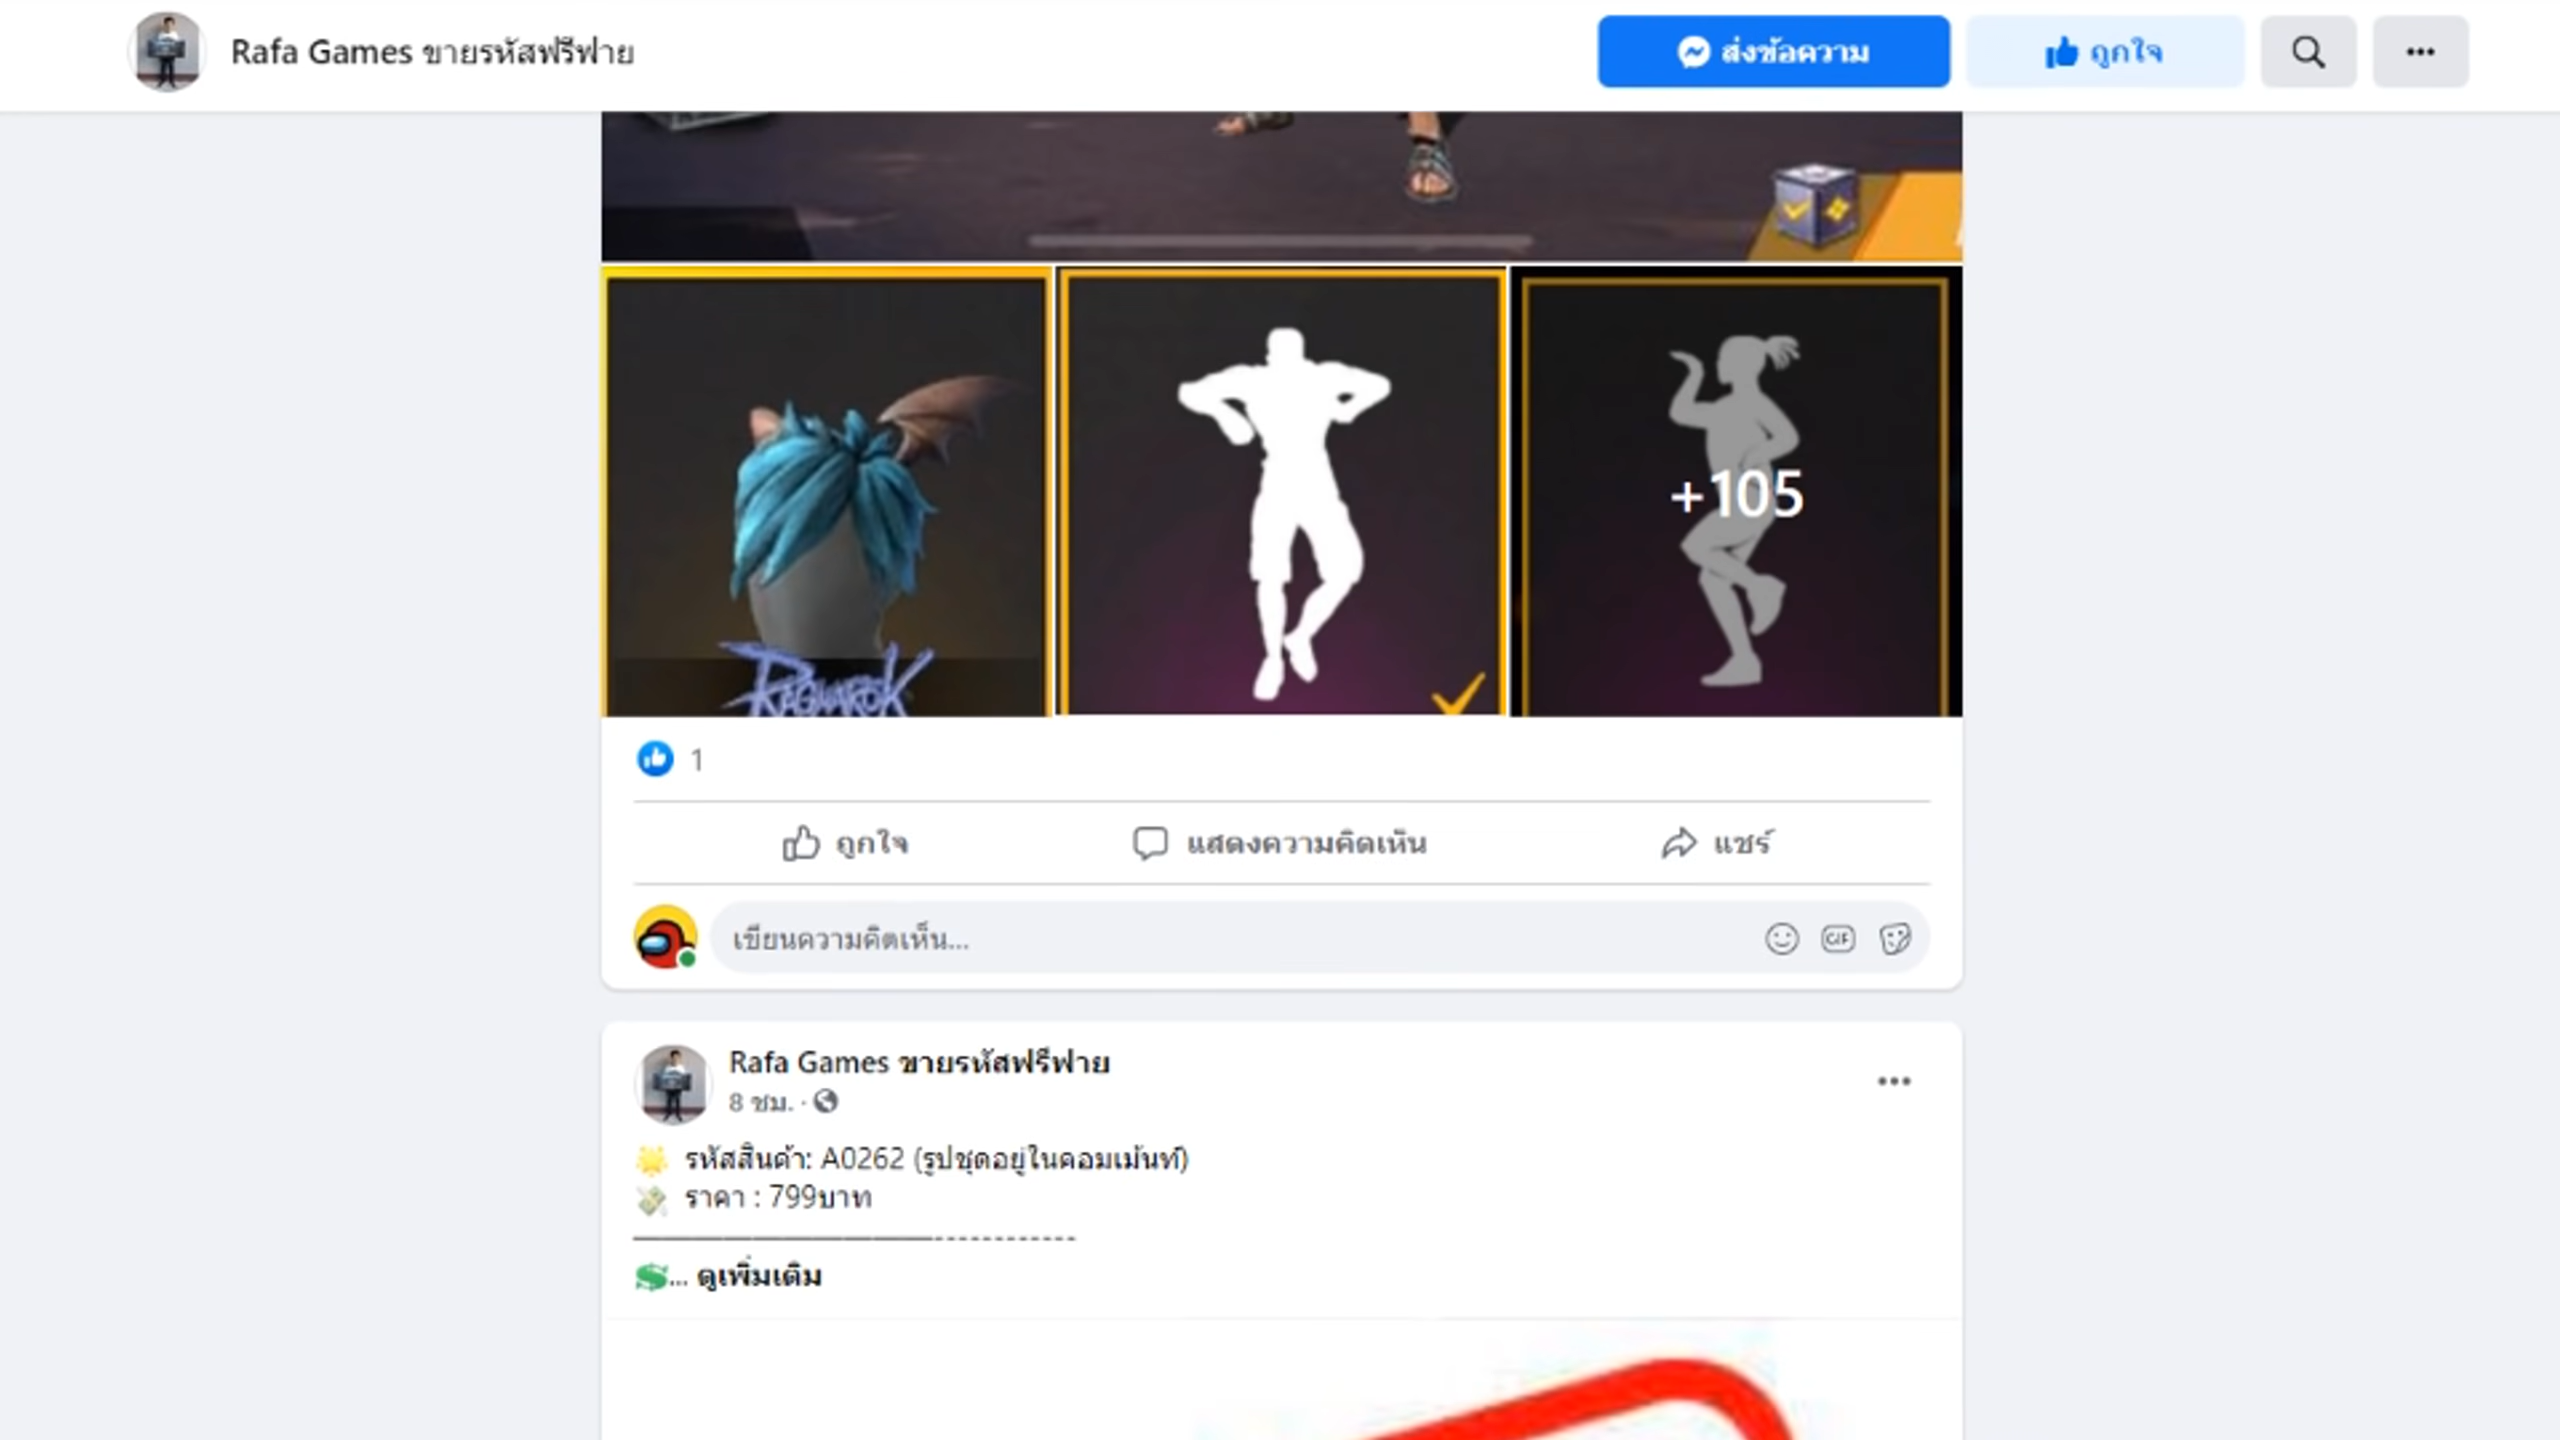 Rafa Games ขายรหัสฟรีฟาย
ส่งข้อความ
ถูกใจ
RAGNAROK
+105
1
ถูกใจ
แสดงความคิดเห็น
แชร์
เขียนความคิดเห็น...
GIF
Rafa Games ขายรหัสฟรีฟาย
8 ชม. ·
รหัสสินค้า: A0262 (รูปชุดอยู่ในคอมเม้นท์)
ราคา : 799บาท
———————————------------
... ดูเพิ่มเติม